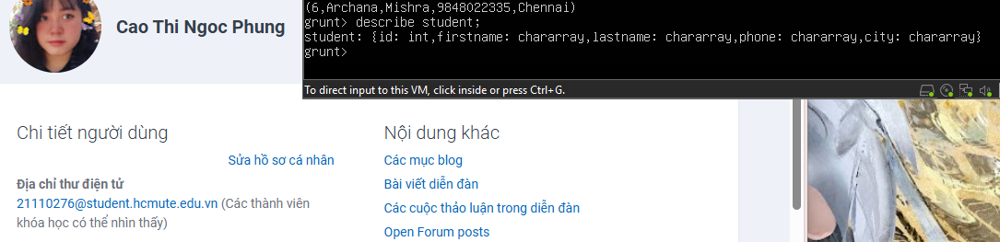 Cao Thi Ngoc Phung
(6,Archana,Mishra,9848022335,Chennai)
grunt> describe student;
student: {id: int,firstname: chararray,lastname: chararray,phone: chararray,city: chararray}
grunt>
To direct input to this VM, click inside or press Ctrl+G.
Chi tiết người dùng
Sửa hồ sơ cá nhân
Địa chỉ thư điện tử
21110276@student.hcmute.edu.vn (Các thành viên
khóa học có thể nhìn thấy)
Nội dung khác
Các mục blog
Bài viết diễn đàn
Các cuộc thảo luận trong diễn đàn
Open Forum posts